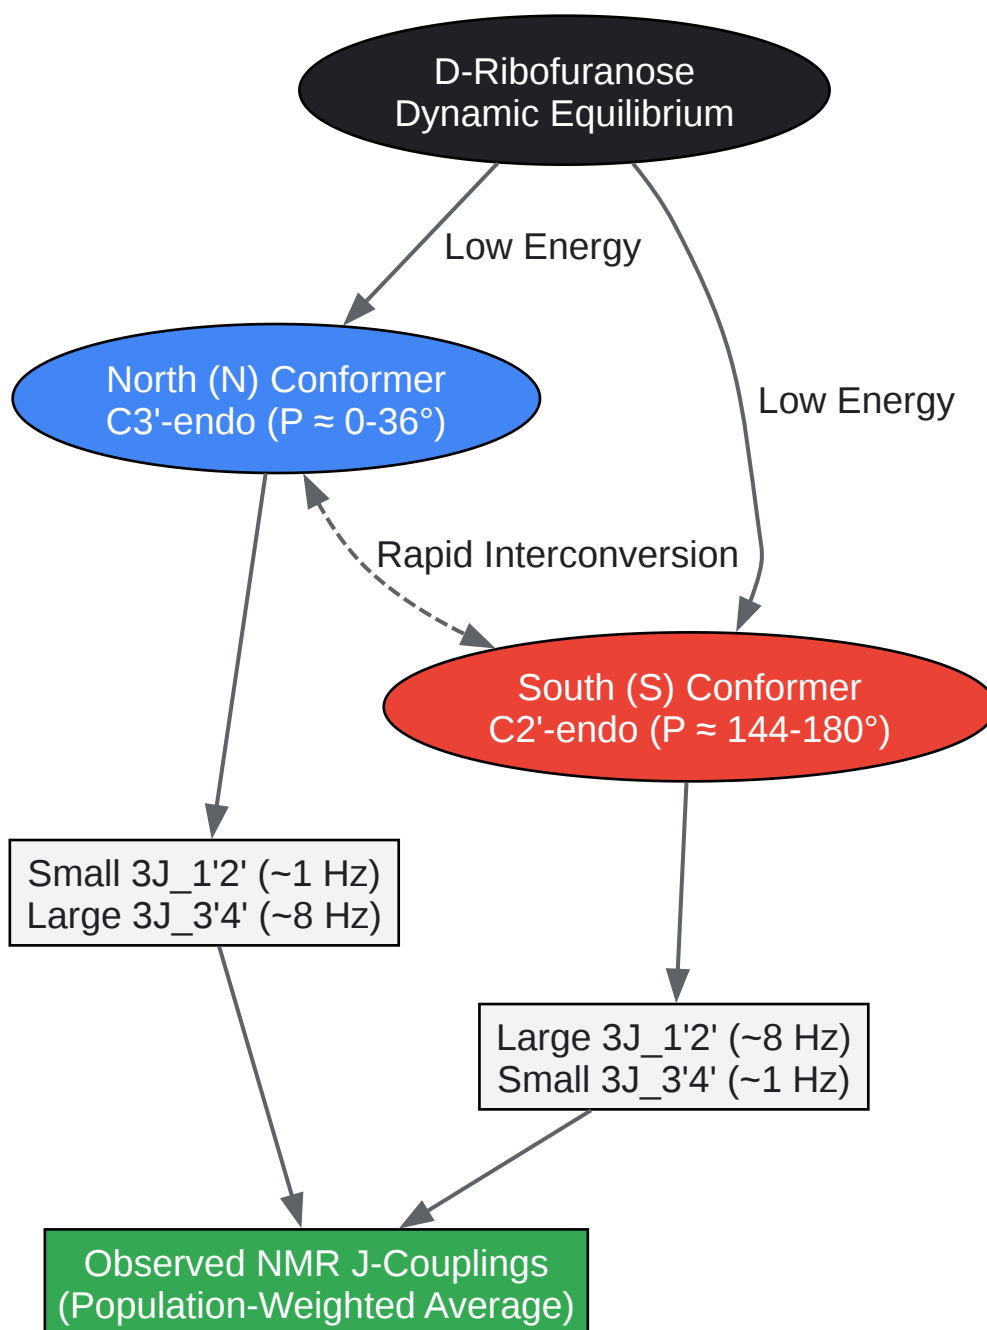 D-Ribofuranose
Dynamic Equilibrium
Low Energy
North (N) Conformer
C3'-endo (P ≈ 0-36°)
Low Energy
Rapid Interconversion
South (S) Conformer
C2'-endo (P ≈ 144-180°)
Small 3J_1'2' (~1 Hz)
Large 3J_3'4' (~8 Hz)
Large 3J_1'2' (~8 Hz)
Small 3J_3'4' (~1 Hz)
Observed NMR J-Couplings
(Population-Weighted Average)